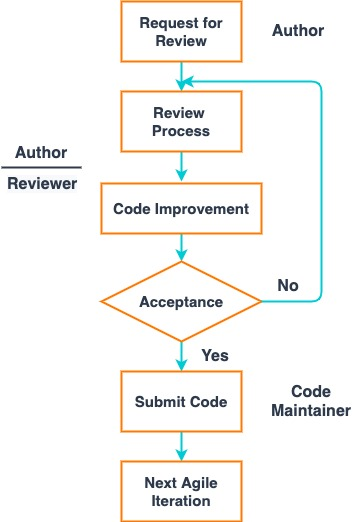 Request for
Review
Author
Review
Process
Author
Reviewer
Code Improvement
Acceptance
No
Yes
Submit Code
Code
Maintainer
Next Agile
Iteration